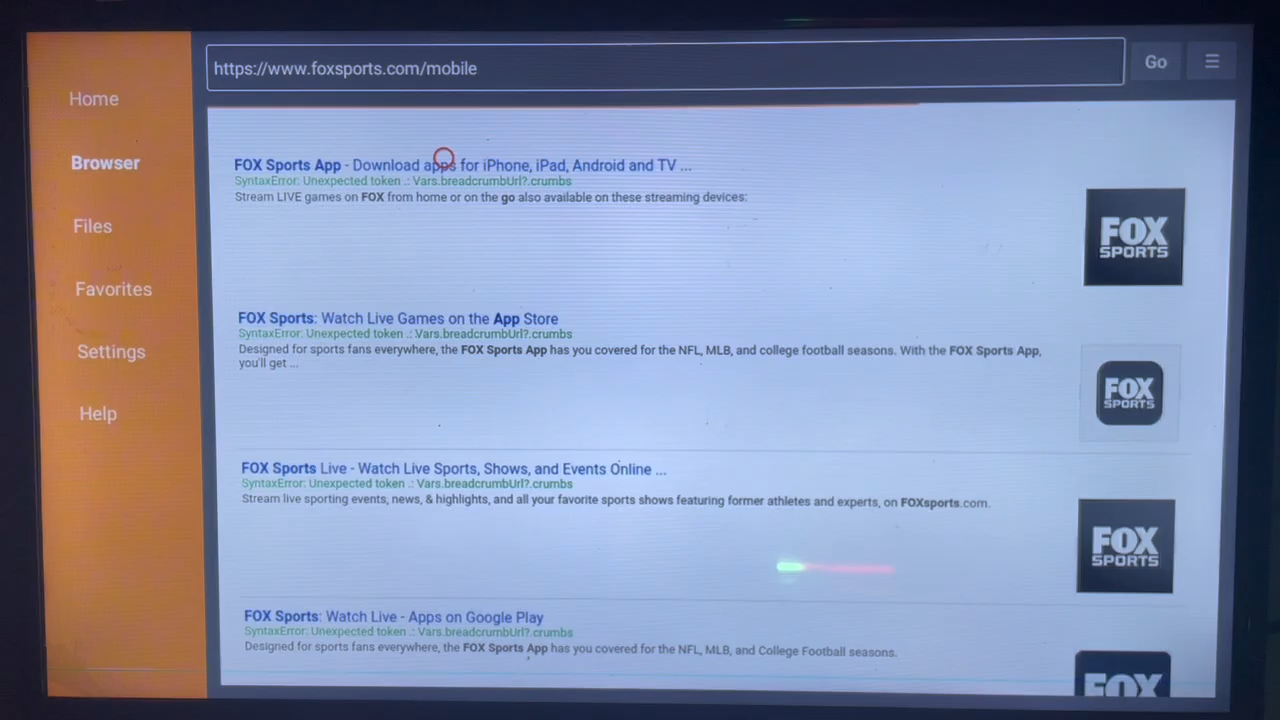 https://www.foxsports.com/mobile
Go
Home
Browser
Files
Favorites
Settings
Help
FOX Sports App - Download apps for iPhone, iPad, Android and TV ...
SyntaxError: Unexpected token .: Vars.breadcrumbUrl?.crumbs
Stream LIVE games on FOX from home or on the go also available on these streaming devices:
FOX
SPORTS
FOX Sports: Watch Live Games on the App Store
SyntaxError: Unexpected token .: Vars.breadcrumbUrl?.crumbs
Designed for sports fans everywhere, the FOX Sports App has you covered for the NFL, MLB, and college football seasons. With the FOX Sports App,
you'll get ...
FOX
SPORTS
FOX Sports Live - Watch Live Sports, Shows, and Events Online ...
SyntaxError: Unexpected token .: Vars.breadcrumbUrl?.crumbs
Stream live sporting events, news, & highlights, and all your favorite sports shows featuring former athletes and experts, on FOXsports.com.
FOX
SPORTS
FOX Sports: Watch Live - Apps on Google Play
SyntaxError: Unexpected token .: Vars.breadcrumbUrl?.crumbs
Designed for sports fans everywhere, the FOX Sports App has you covered for the NFL, MLB, and College Football seasons.
FOX